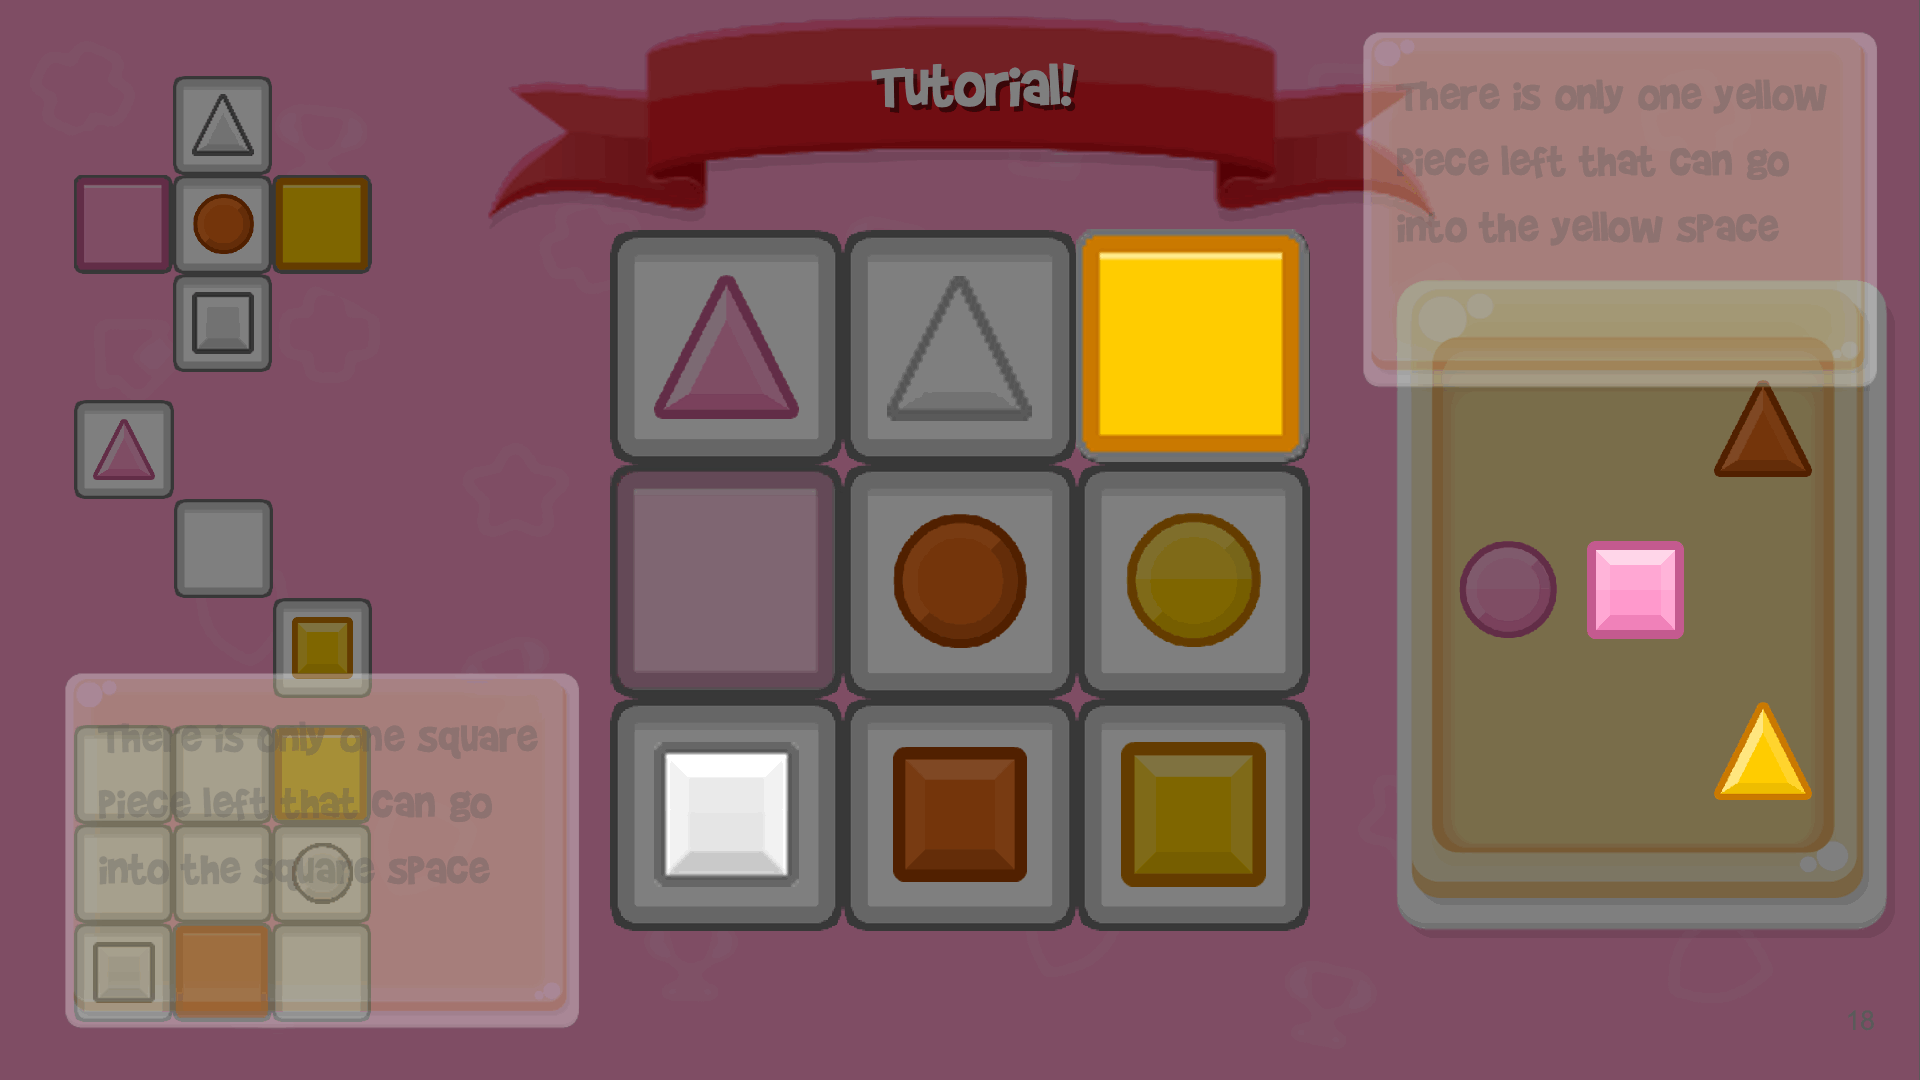 Tutorial!
There is only one yellow
Piece left that can go
into the yellow space
There is only one square
Piece left that can go
into the square space
18